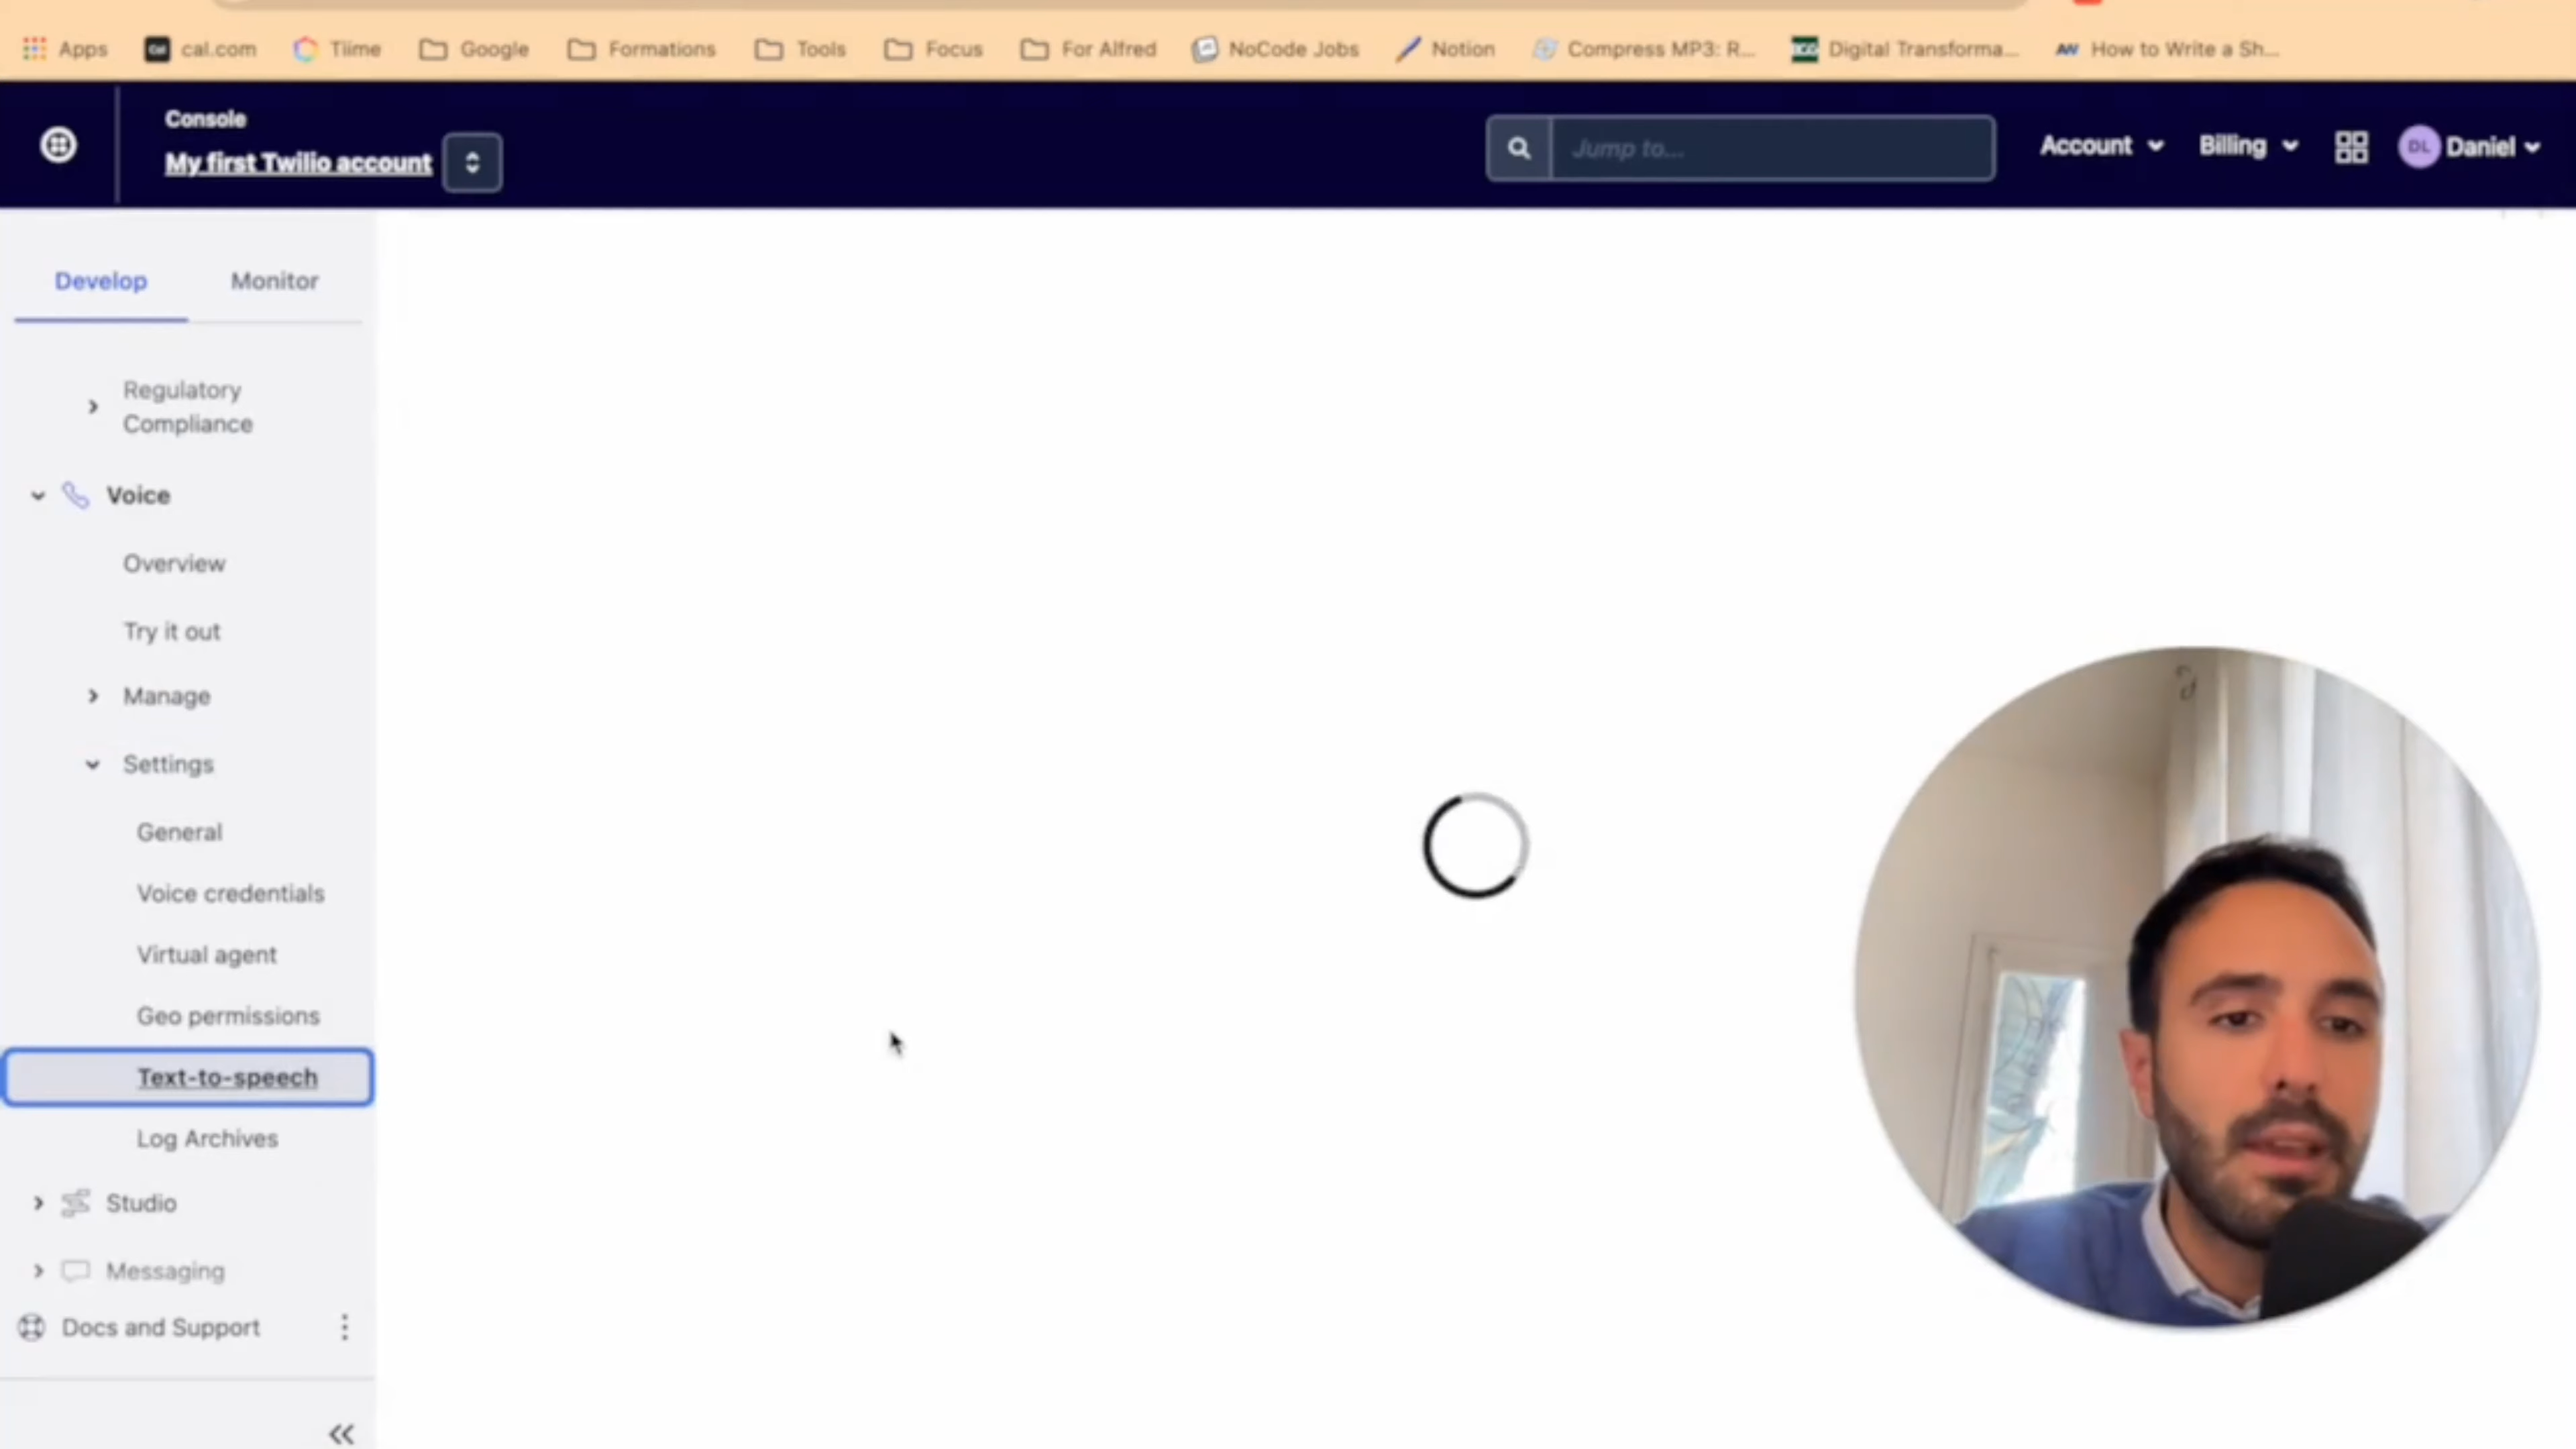 Apps
cal.com
Tiime
Google
Formations
Tools
Focus
For Alfred
NoCode Jobs
Notion
Compress MP3: R...
Digital Transforma...
How to Write a Sh...
Console
My first Twilio account
Jump to...
Account
Billing
DL
Daniel
Develop
Monitor
Regulatory
Compliance
Voice
Overview
Try it out
Manage
Settings
General
Voice credentials
Virtual agent
Geo permissions
Text-to-speech
Log Archives
Studio
Messaging
Docs and Support